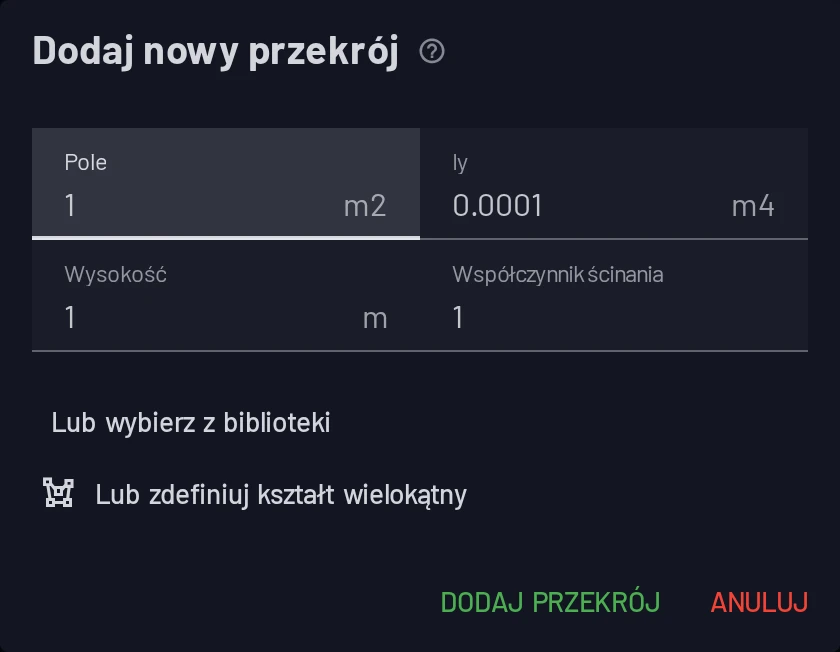 Dodaj nowy przekrój ?
Pole
1 m2
Iy
0.0001 m4
Wysokość
1 m
Współczynnik ścinania
1
Lub wybierz z biblioteki
Lub zdefiniuj kształt wielokątny
DODAJ PRZEKRÓJ ANULUJ